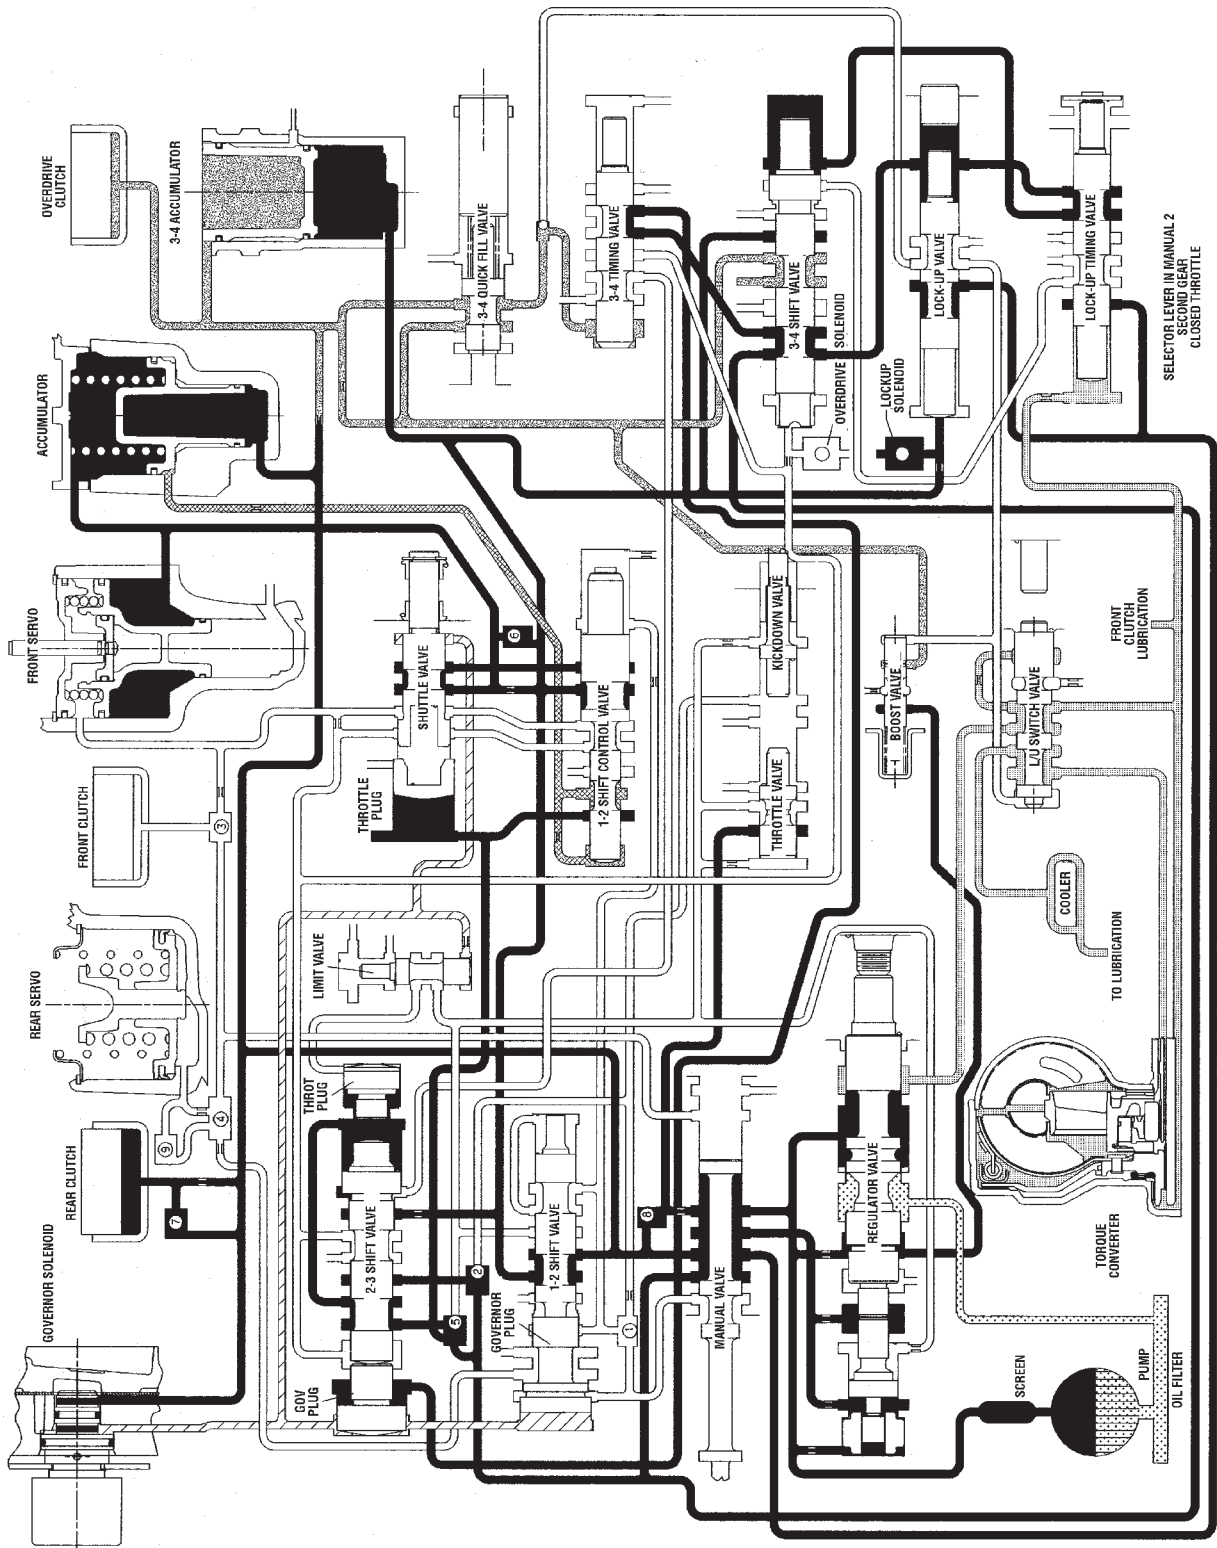 OVERDRIVE
CLUTCH
3-4 ACCUMULATOR
3-4 QUICK FILL VALVE
3-4 TIMING VALVE
3-4 SHIFT VALVE
OVERDRIVE SOLENOID
LOCK-UP VALVE
LOCKUP
SOLENOID
LOCK-UP TIMING VALVE
SELECTOR LEVER IN MANUAL 2
SECOND GEAR
CLOSED THROTTLE
ACCUMULATOR
FRONT SERVO
SHUTTLE VALVE
THROTTLE
PLUG
6
1-2 SHIFT CONTROL VALVE
KICKDOWN VALVE
THROTTLE VALVE
BOOST VALVE
L/U SWITCH VALVE
FRONT
CLUTCH
LUBRICATION
FRONT CLUTCH
3
REAR SERVO
LIMIT VALVE
COOLER
TO LUBRICATION
REAR CLUTCH
9
4
7
THROT
PLUG
2-3 SHIFT VALVE
GOV
PLUG
2
5
1-2 SHIFT VALVE
GOVERNOR
PLUG
1
8
MANUAL VALVE
REGULATOR VALVE
TORQUE
CONVERTER
GOVERNOR SOLENOID
SCREEN
PUMP
OIL FILTER